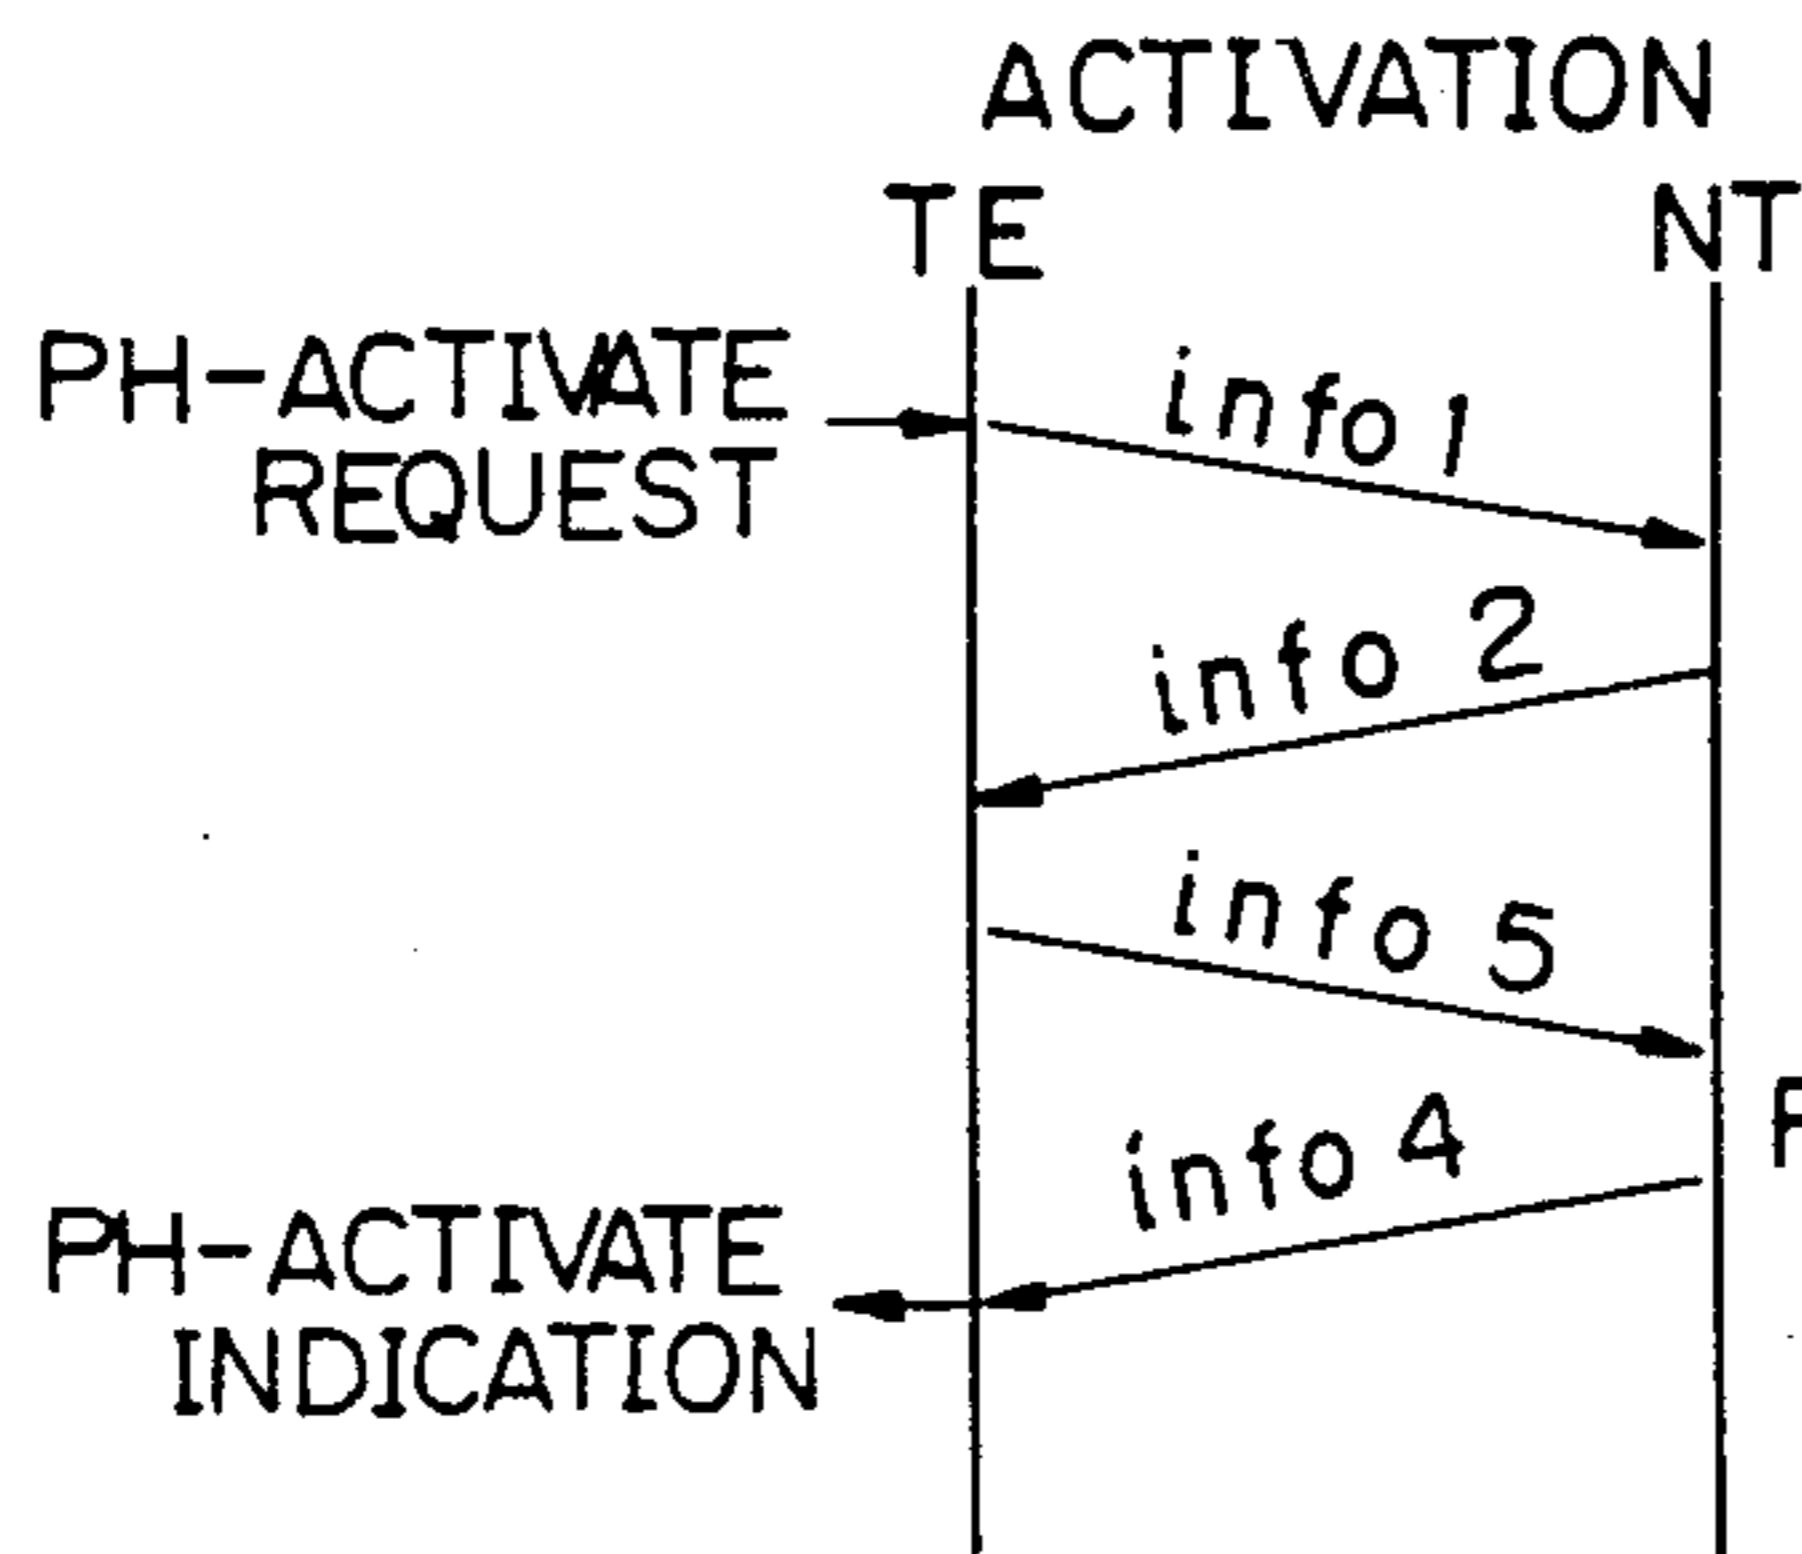 ACTIVATION
TE NT
PH-ACTIVATE
REQUEST
info 1
info 2
info 5
info 4
PH-ACTIVATE
INDICATION